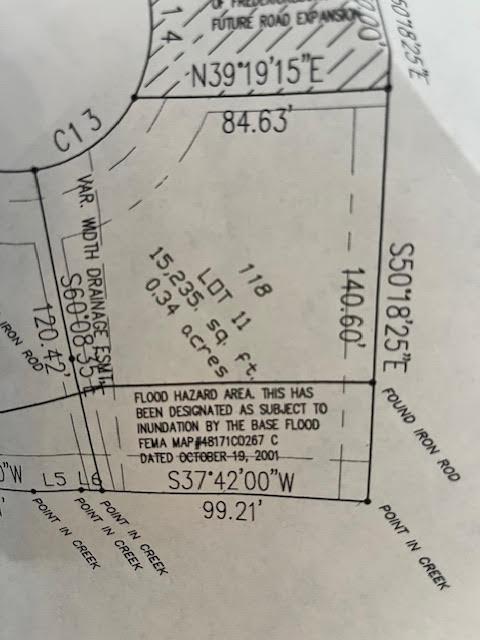 FUTURE ROAD EXPANSION
N39°19'15"E
84.63'
S50°18'25"E
14
C13
VAR. WIDTH DRAINAGE ESMT.
S60°08'55"E
120.42'
IRON ROD
118
LOT 11
15,235. sq. ft.
0.34 acres
140.60'
S50°18'25"E
FLOOD HAZARD AREA. THIS HAS
BEEN DESIGNATED AS SUBJECT TO
INUNDATION BY THE BASE FLOOD
FEMA MAP#48171C0267 C
DATED OCTOBER 19, 2001
FOUND IRON ROD
L5
L6
S37°42'00"W
99.21'
POINT IN CREEK
POINT IN CREEK
POINT IN CREEK
POINT IN CREEK